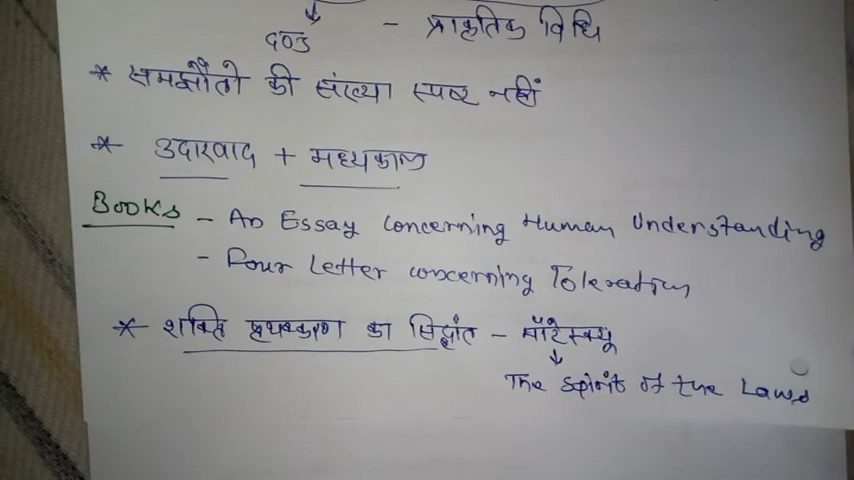 - प्राकृतिक विधि
दण्ड
* समझौतो की संख्या स्पष्ट नहीं
* उदारवाद + मध्यकाल
Books - An Essay concerning Human Understanding
- Four Letter concerning Toleration
* शक्ति पृथक्करण का सिद्धांत - मॉटेस्क्यू
The Spirit of the Laws